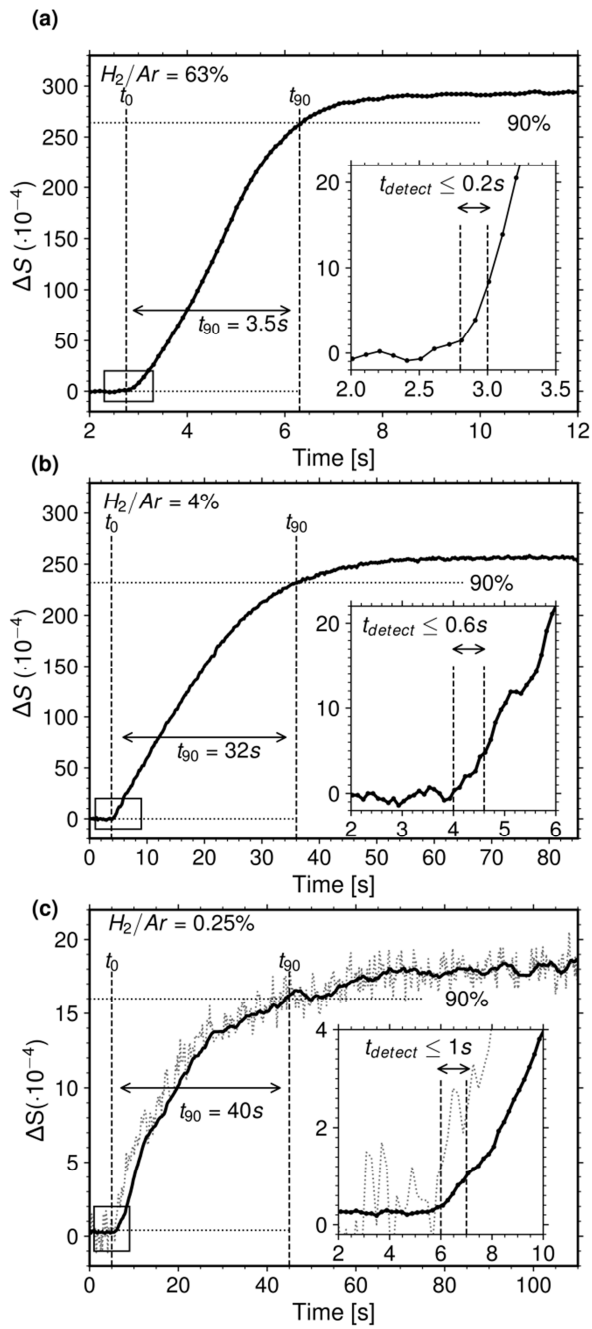 (a)
H₂/Ar = 63%
t₀ t₉₀
90%
t_detect ≤ 0.2s
t₉₀ = 3.5s
ΔS (·10⁻⁴)
300
250
200
150
100
50
0
20
10
0
2.0 2.5 3.0 3.5
2 4 6 8 10 12
Time [s]
(b)
H₂/Ar = 4%
t₀ t₉₀
90%
t_detect ≤ 0.6s
t₉₀ = 32s
ΔS (·10⁻⁴)
300
250
200
150
100
50
0
20
10
0
2 3 4 5 6
0 10 20 30 40 50 60 70 80
Time [s]
(c)
H₂/Ar = 0.25%
t₀ t₉₀
90%
t_detect ≤ 1s
t₉₀ = 40s
ΔS(·10⁻⁴)
20
15
10
5
0
4
2
0
2 4 6 8 10
0 20 40 60 80 100
Time [s]